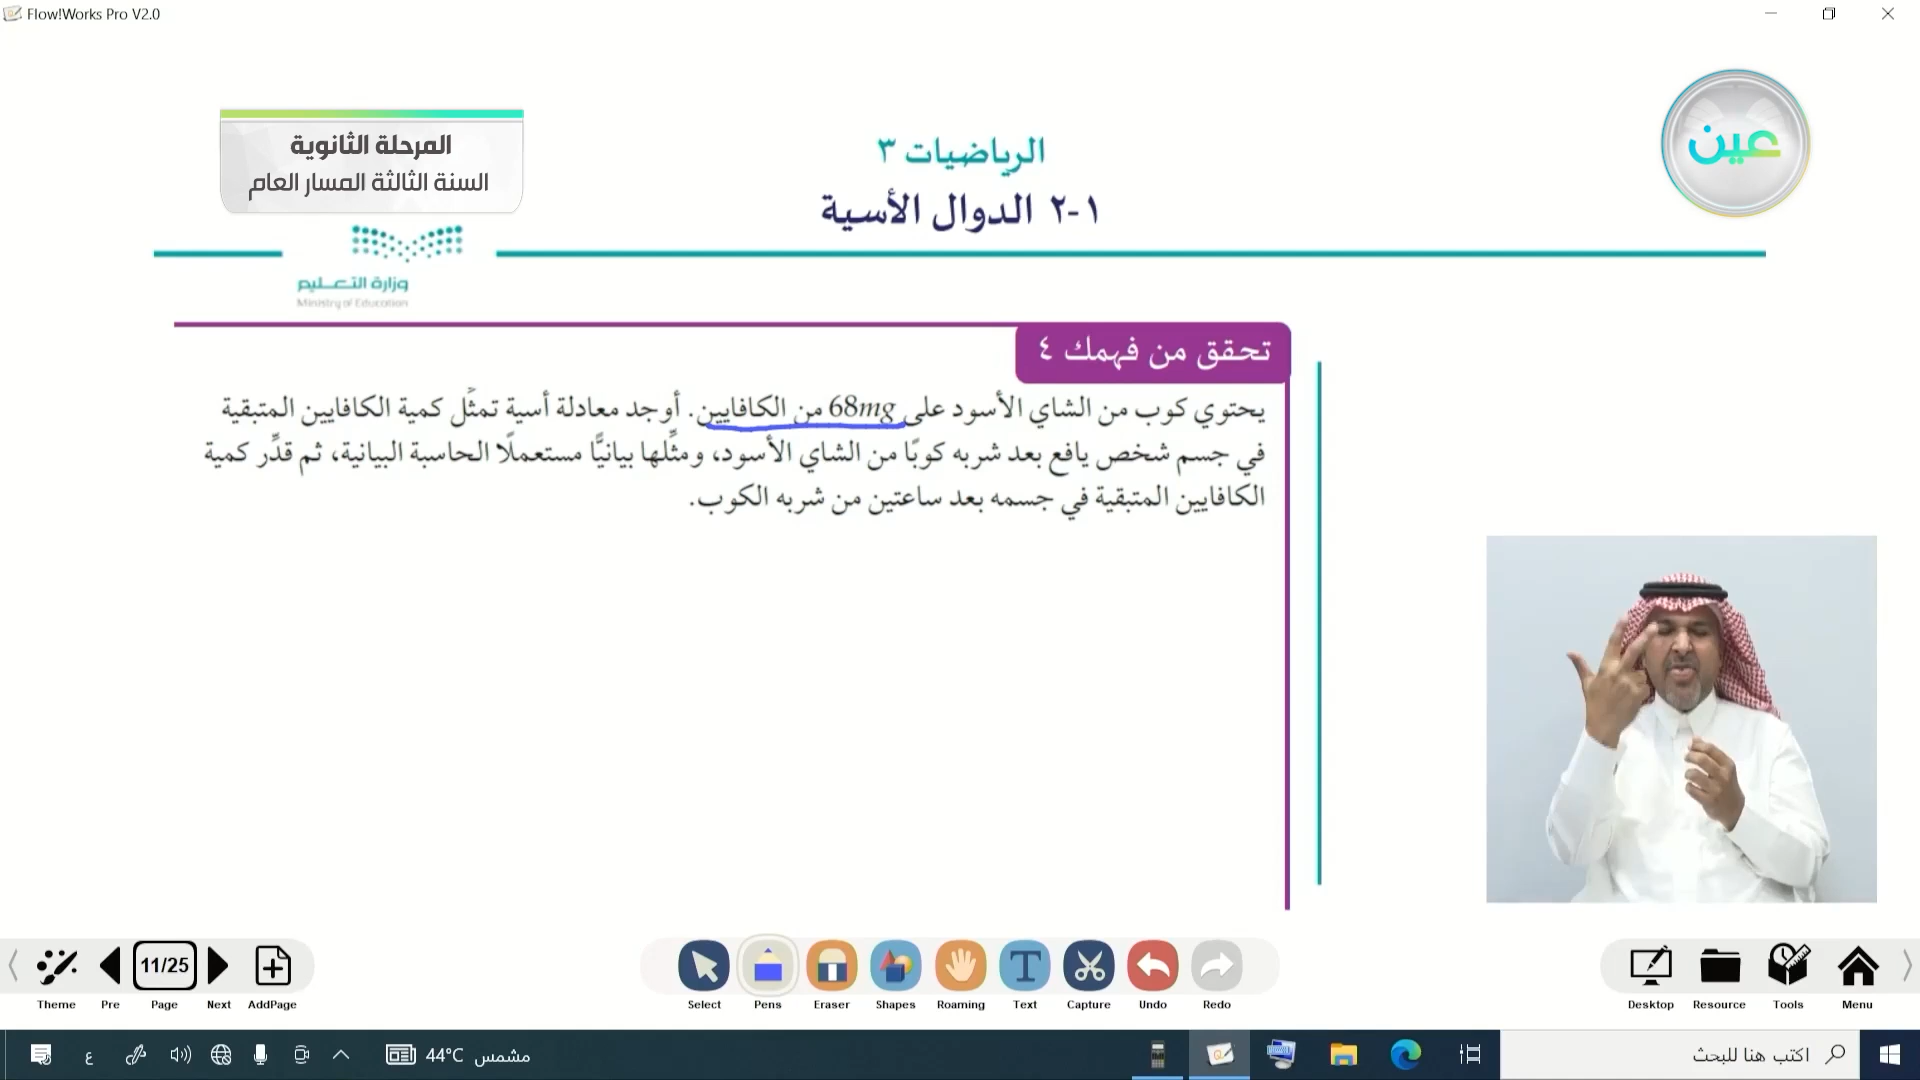 Flow!Works Pro V2.0
عين
المرحلة الثانوية
السنة الثالثة المسار العام
الرياضيات ٣
١-٢ الدوال الأسية
وزارة التعليم
Ministry of Education
تحقق من فهمك ٤
يحتوي كوب من الشاي الأسود على 68mg من الكافايين. أوجد معادلة أسية تمثّل كمية الكافايين المتبقية
في جسم شخص يافع بعد شربه كوبًا من الشاي الأسود، ومثِّلها بيانيًّا مستعملًا الحاسبة البيانية، ثم قدِّر كمية
الكافايين المتبقية في جسمه بعد ساعتين من شربه الكوب.
11/25
Theme Pre Page Next AddPage
Select Pens Eraser Shapes Roaming Text Capture Undo Redo
Desktop Resource Tools Menu
ع
44°C مشمس
اكتب هنا للبحث